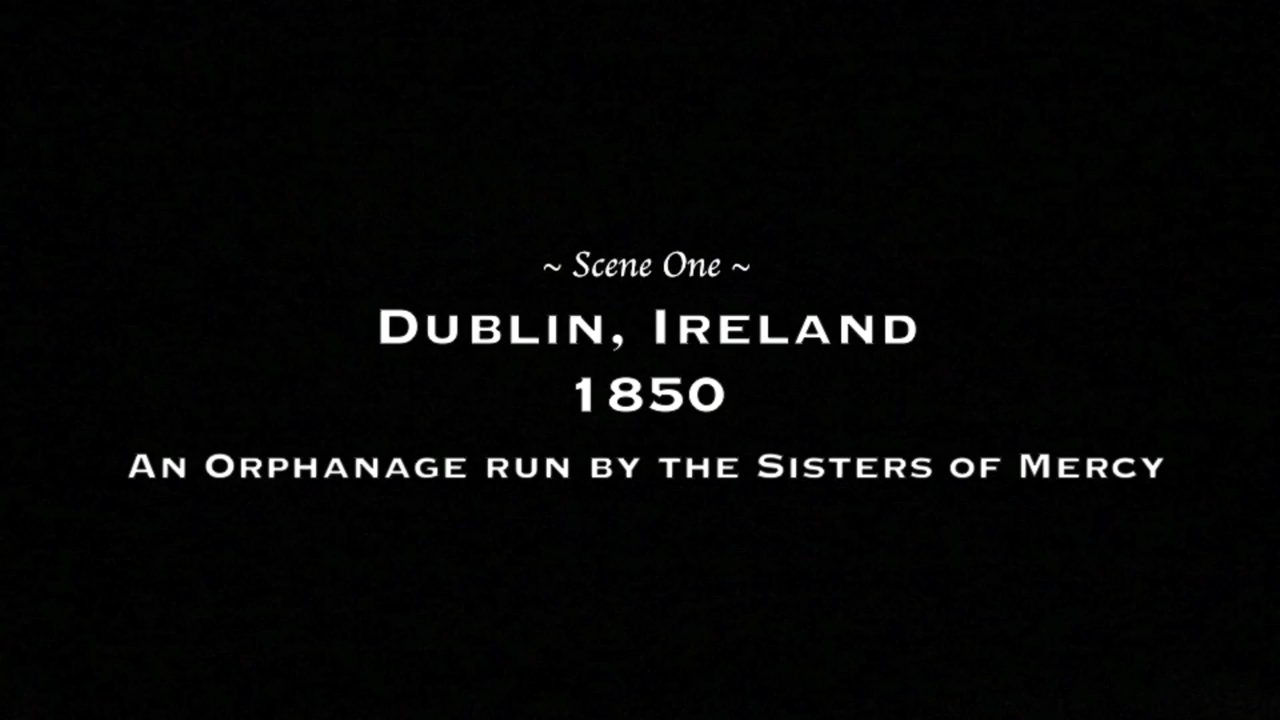 ~ Scene One ~
Dublin, Ireland
1850
An Orphanage run by the Sisters of Mercy